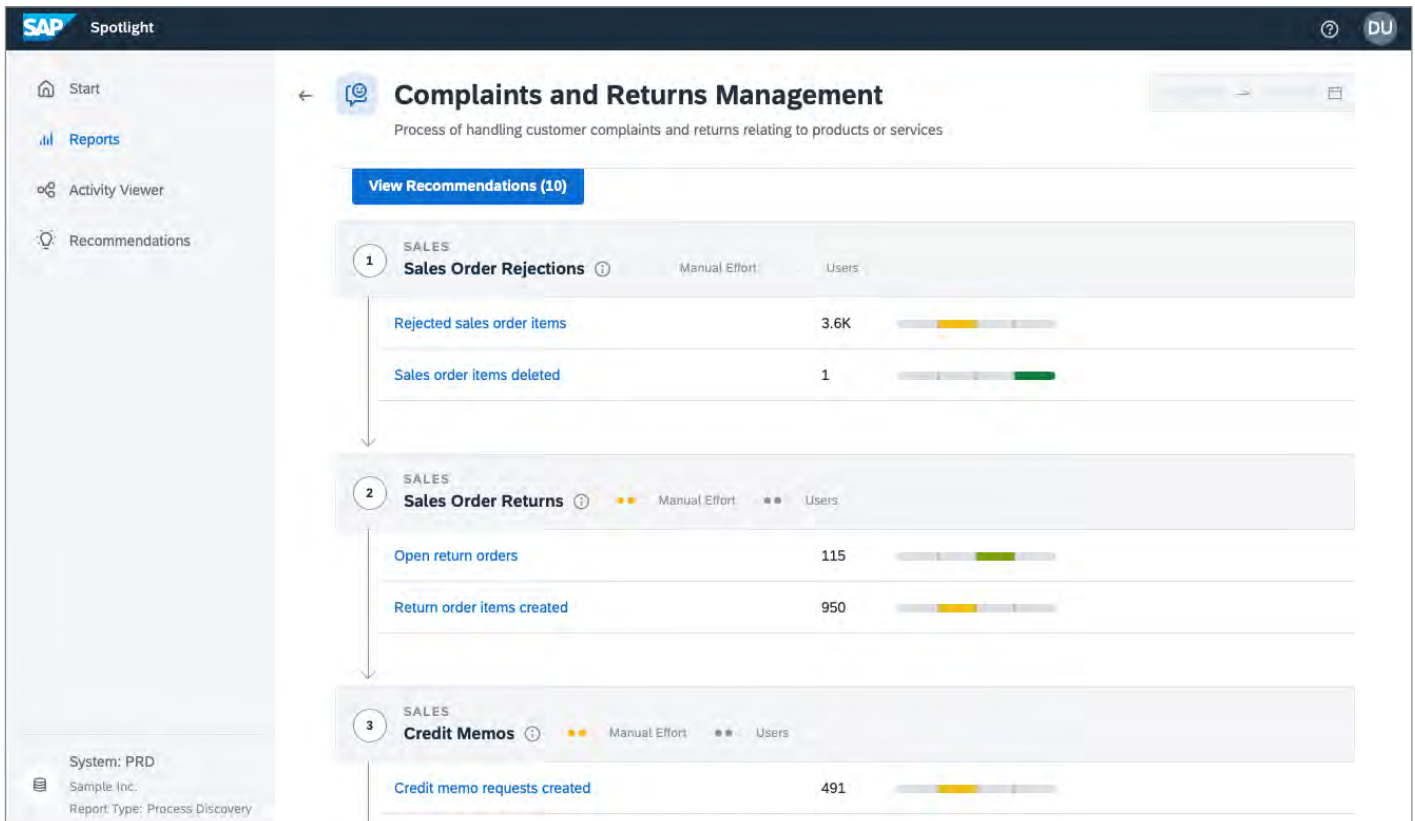 SAP Spotlight DU
Start
Reports
Activity Viewer
Recommendations
System: PRD
Sample Inc.
Report Type: Process Discovery
Complaints and Returns Management
Process of handling customer complaints and returns relating to products or services
View Recommendations (10)
SALES
1 Sales Order Rejections Manual Effort Users
Rejected sales order items 3.6K
Sales order items deleted 1
SALES
2 Sales Order Returns Manual Effort Users
Open return orders 115
Return order items created 950
SALES
3 Credit Memos Manual Effort Users
Credit memo requests created 491